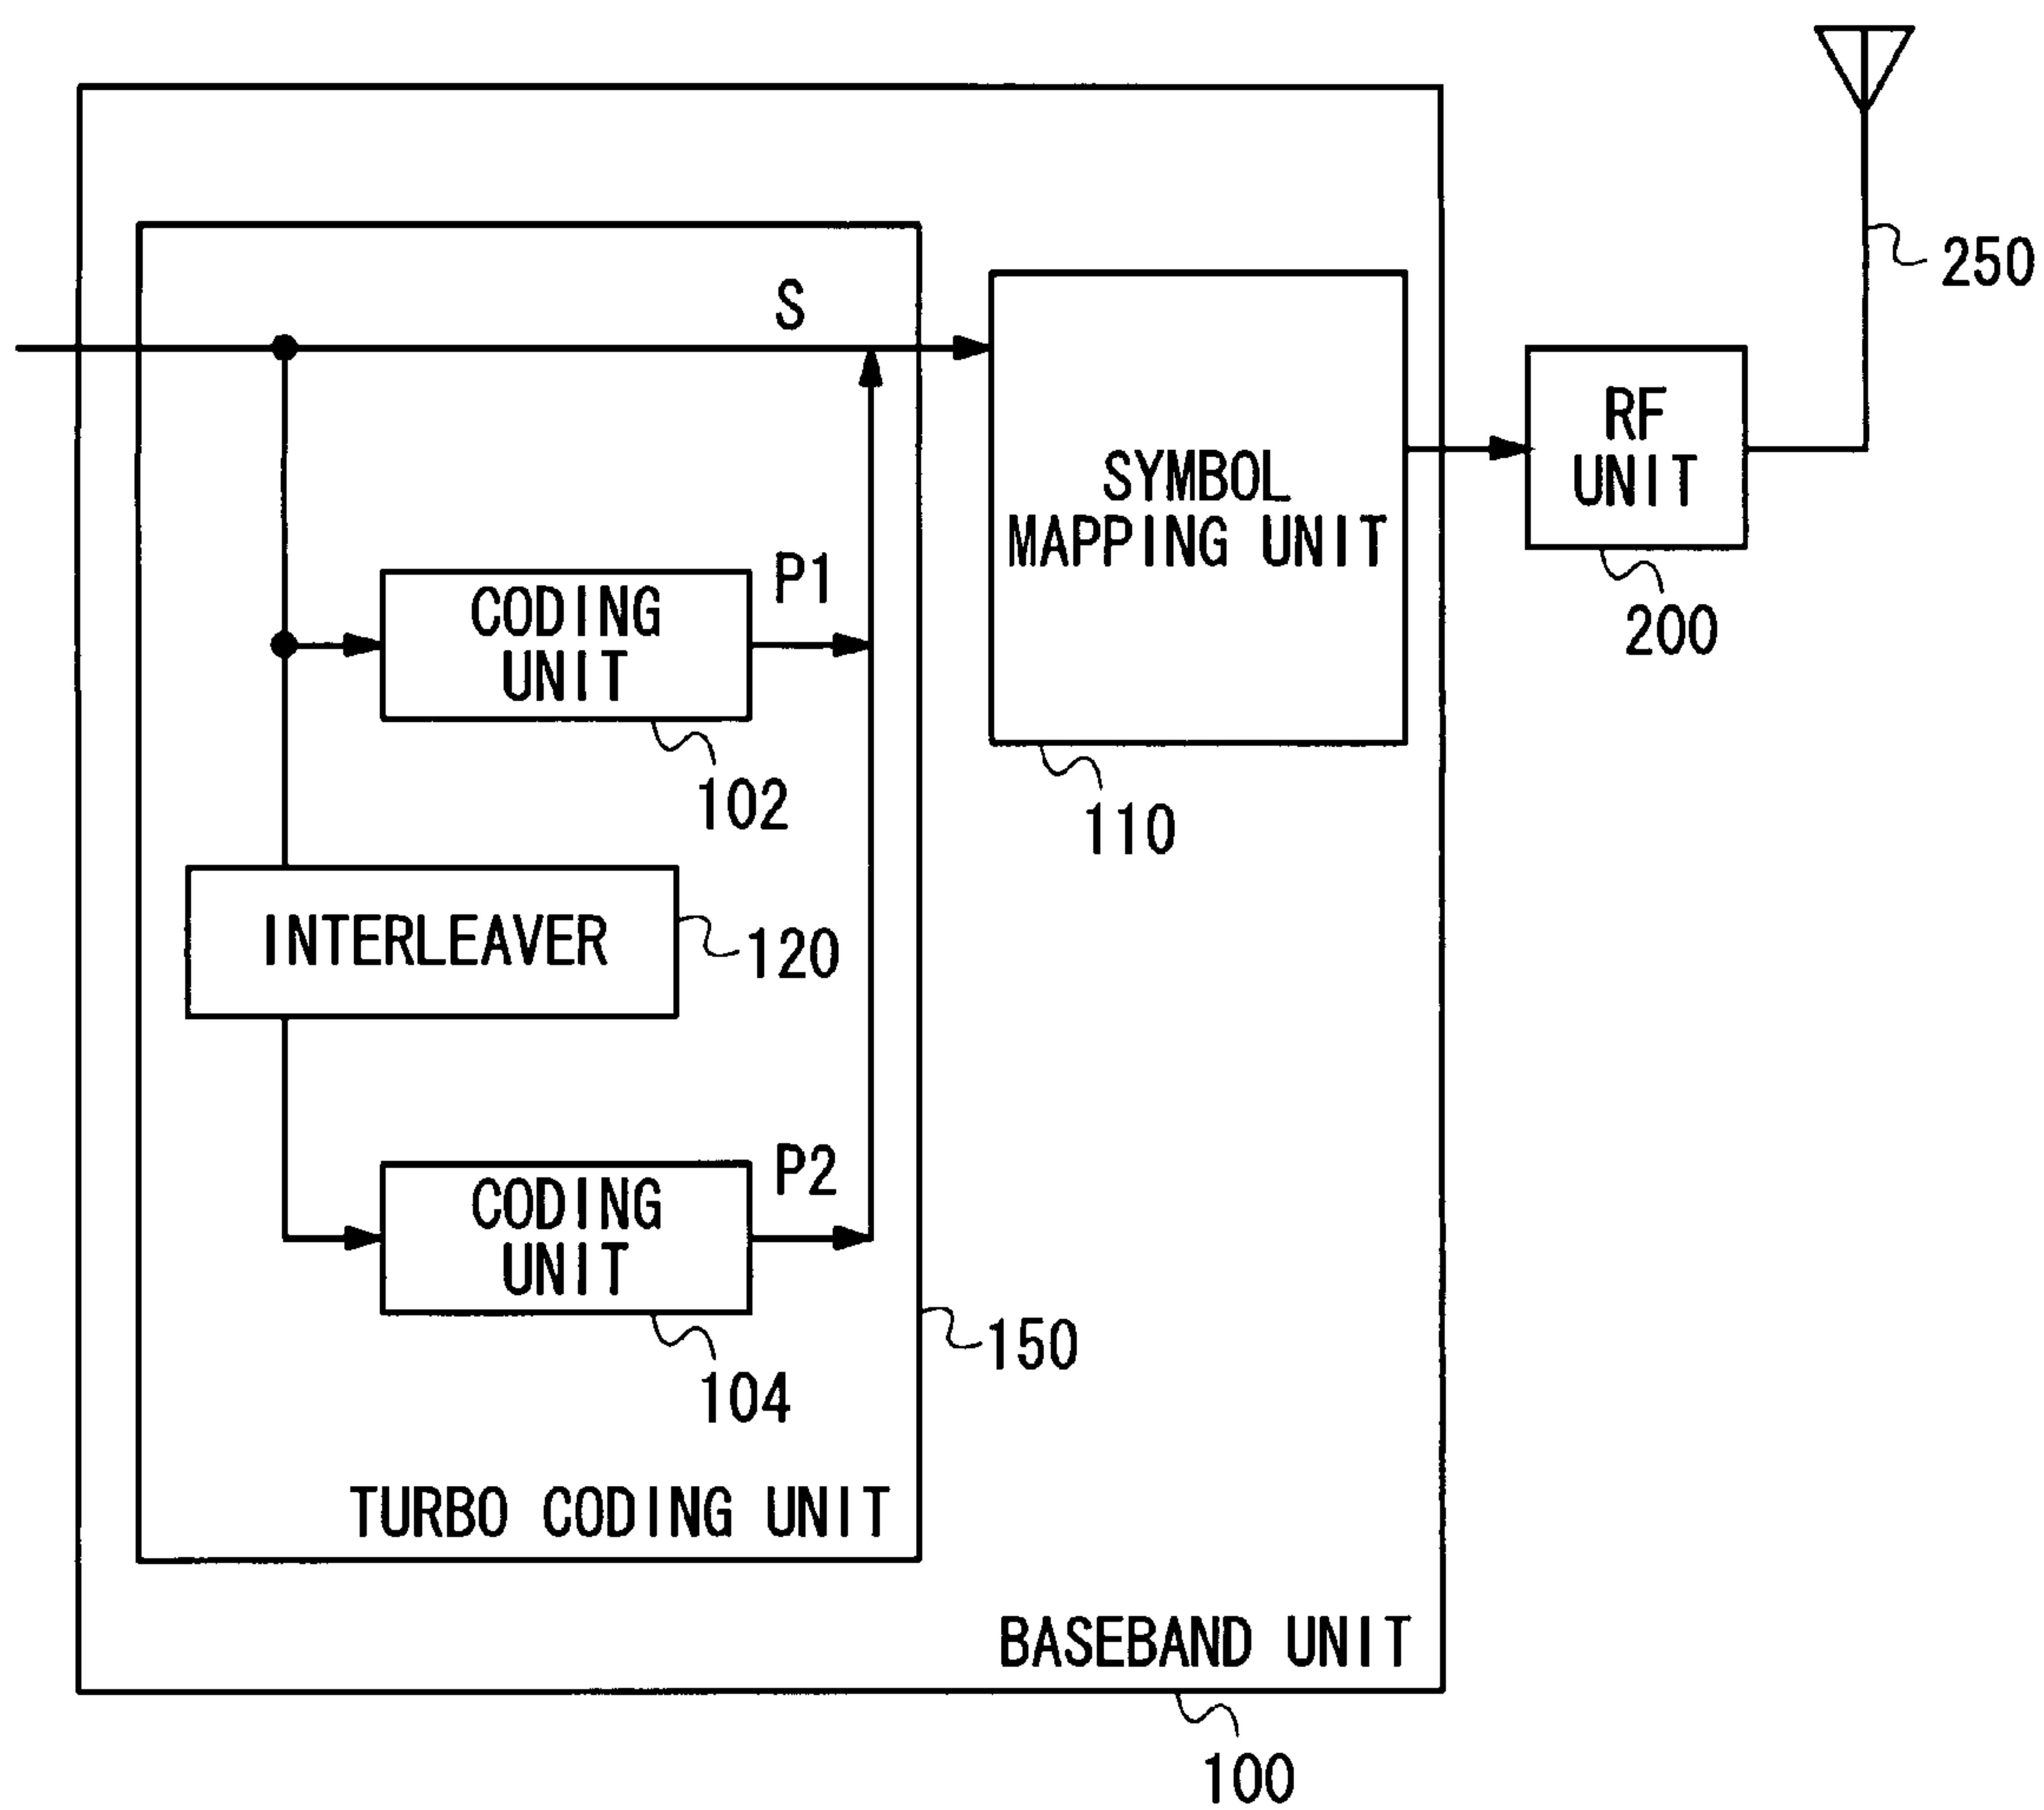 250
S
RF
UNIT
200
SYMBOL
MAPPING UNIT
110
P1
CODING
UNIT
102
INTERLEAVER
120
P2
CODING
UNIT
104
150
TURBO CODING UNIT
BASEBAND UNIT
100